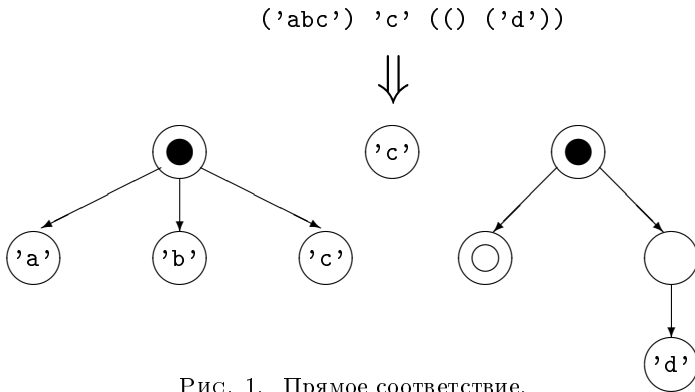 ('abc') 'c' (() ('d'))
'c'
'a' 'b' 'c'
'd'
Рис. 1. Прямое соответствие.